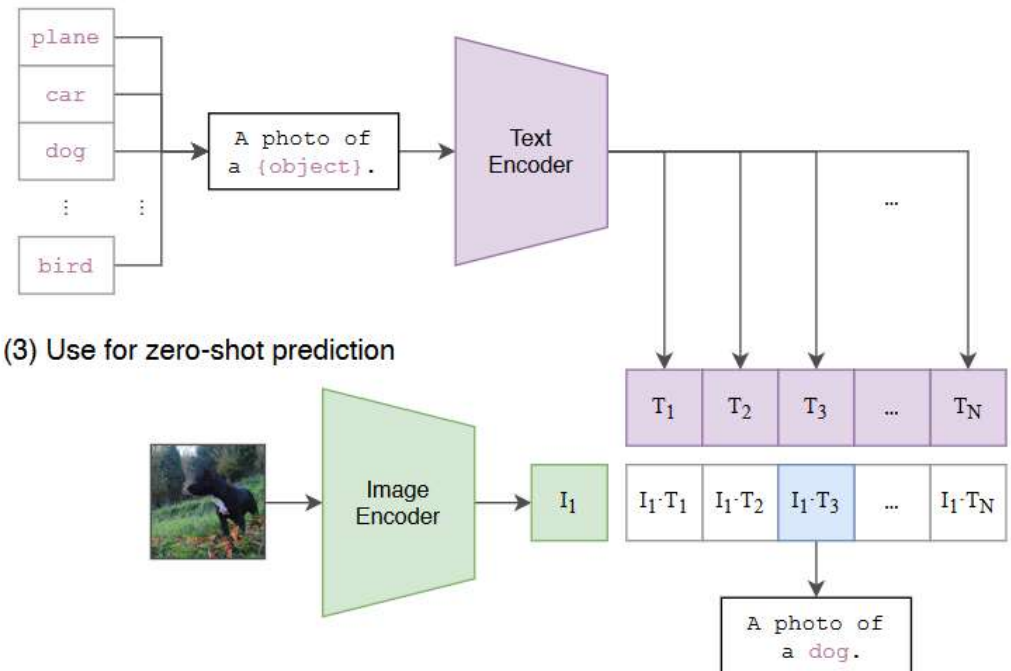 plane
car
dog
⋮ ⋮
bird
A photo of
a {object}.
Text
Encoder
...
(3) Use for zero-shot prediction
T1 T2 T3 ... TN
Image
Encoder
I1
I1·T1 I1·T2 I1·T3 ... I1·TN
A photo of
a dog.